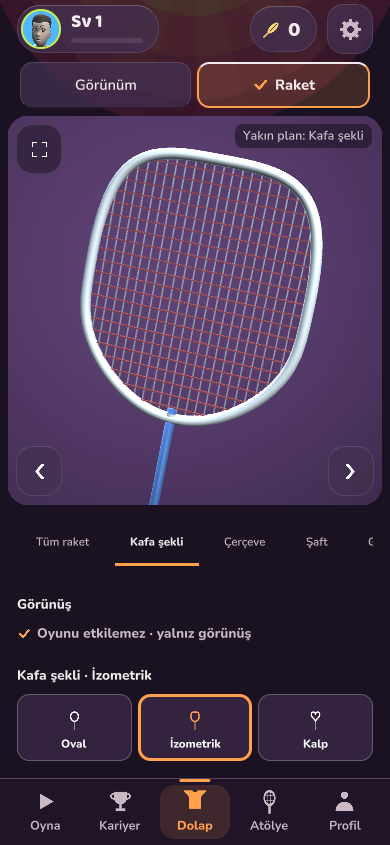 Sv 1
0
Görünüm
Raket
Yakın plan: Kafa şekli
Tüm raket
Kafa şekli
Çerçeve
Şaft
Görünüş
Oyunu etkilemez · yalnız görünüş
Kafa şekli · İzometrik
Oval
İzometrik
Kalp
Oyna
Kariyer
Dolap
Atölye
Profil